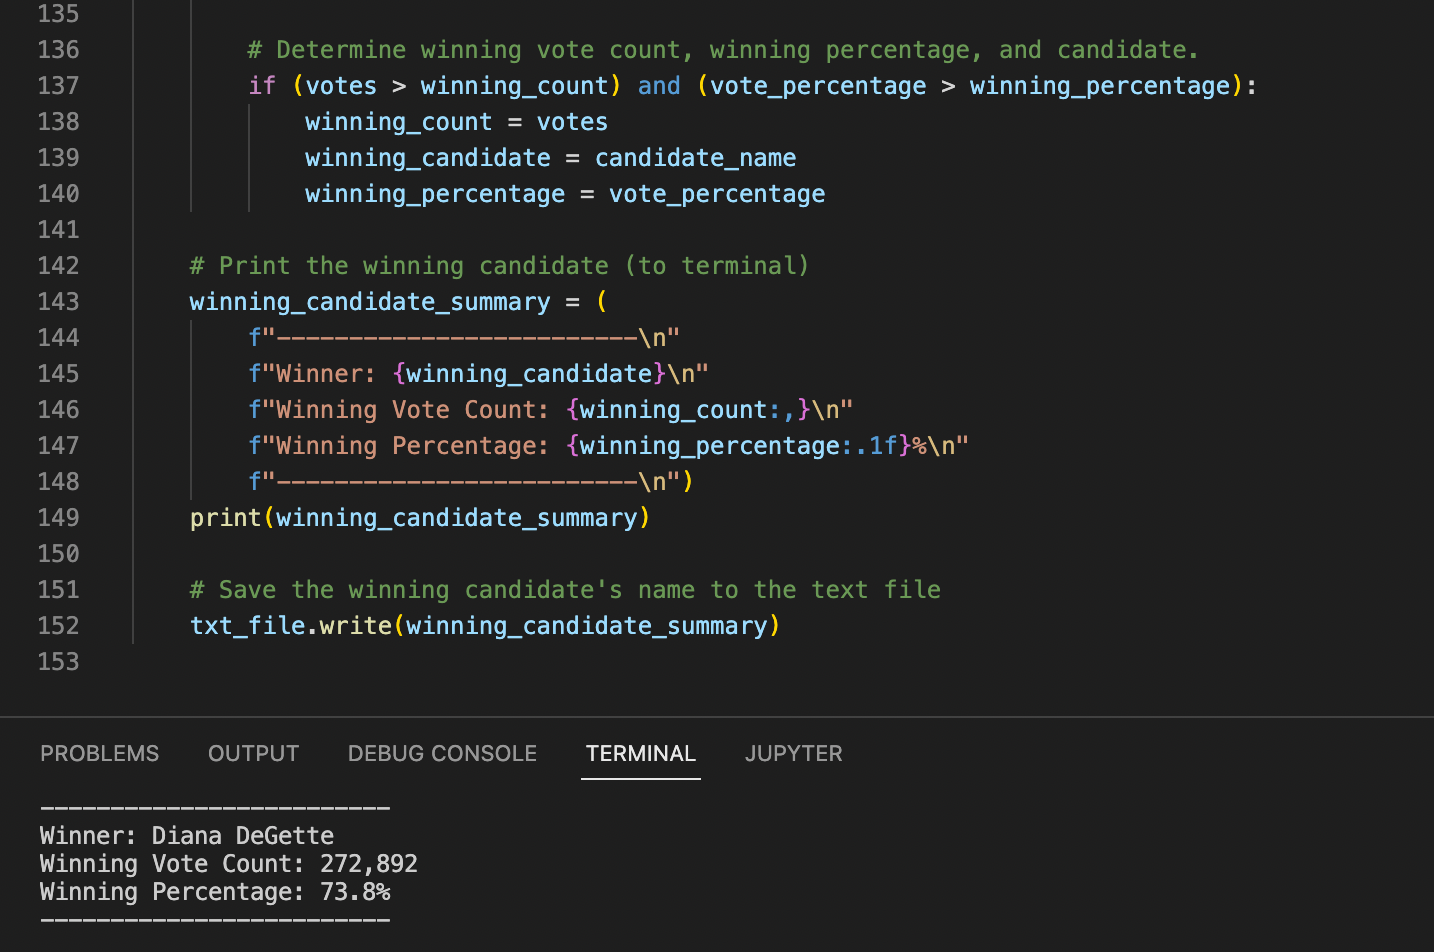 135
136 # Determine winning vote count, winning percentage, and candidate.
137 if (votes > winning_count) and (vote_percentage > winning_percentage):
138 winning_count = votes
139 winning_candidate = candidate_name
140 winning_percentage = vote_percentage
141
142 # Print the winning candidate (to terminal)
143 winning_candidate_summary = (
144 f"-------------------------\n"
145 f"Winner: {winning_candidate}\n"
146 f"Winning Vote Count: {winning_count:,}\n"
147 f"Winning Percentage: {winning_percentage:.1f}%\n"
148 f"-------------------------\n")
149 print(winning_candidate_summary)
150
151 # Save the winning candidate's name to the text file
152 txt_file.write(winning_candidate_summary)
153
PROBLEMS OUTPUT DEBUG CONSOLE TERMINAL JUPYTER
-------------------------
Winner: Diana DeGette
Winning Vote Count: 272,892
Winning Percentage: 73.8%
-------------------------